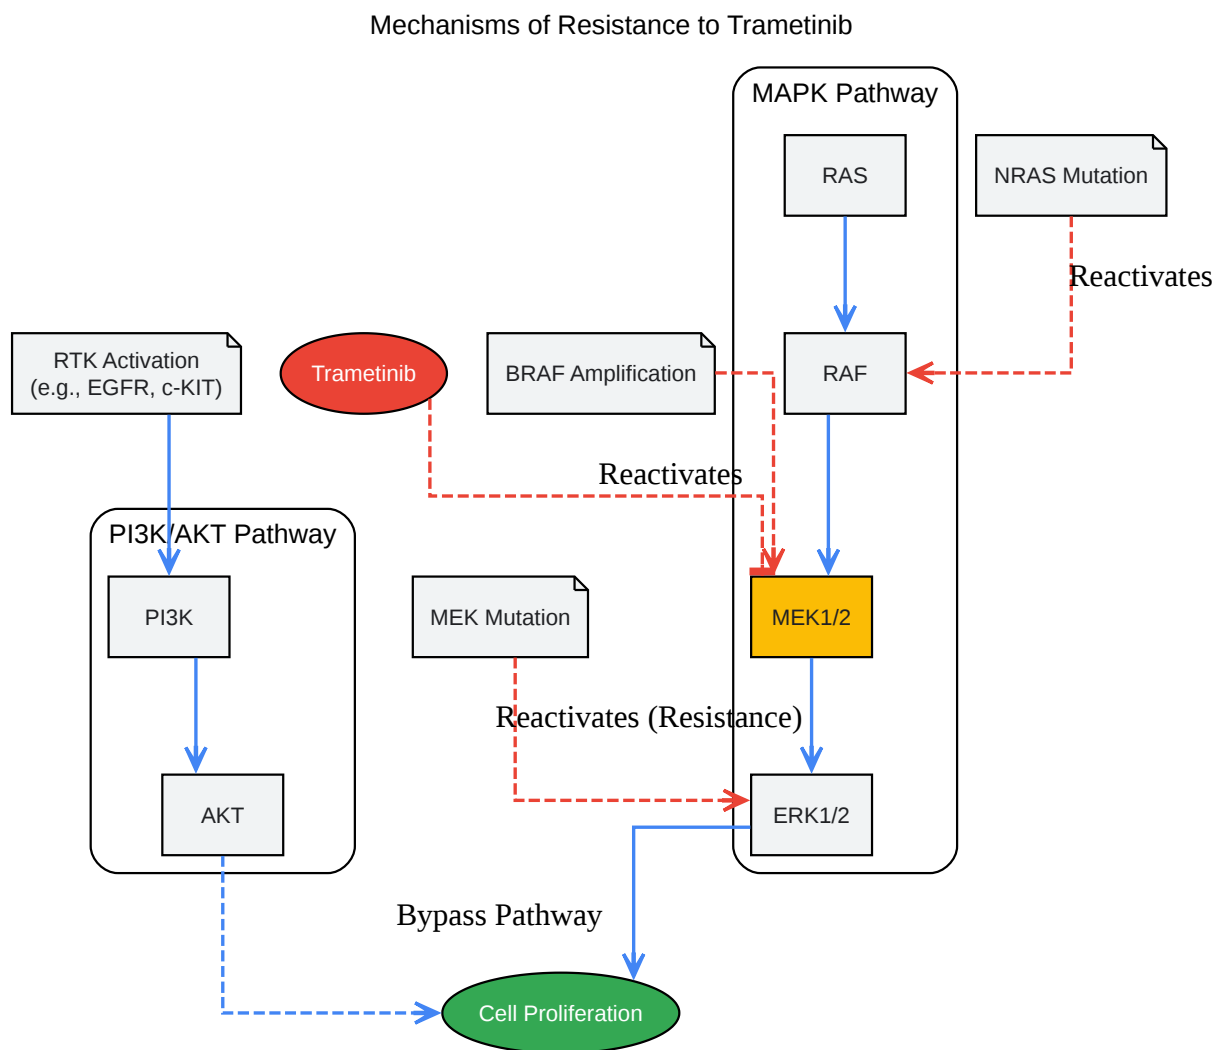 Mechanisms of Resistance to Trametinib
MAPK Pathway
RAS
NRAS Mutation
Reactivates
RTK Activation
(e.g., EGFR, c-KIT)
Trametinib
BRAF Amplification
RAF
Reactivates
PI3K/AKT Pathway
PI3K
MEK Mutation
MEK1/2
Reactivates (Resistance)
AKT
ERK1/2
Bypass Pathway
Cell Proliferation